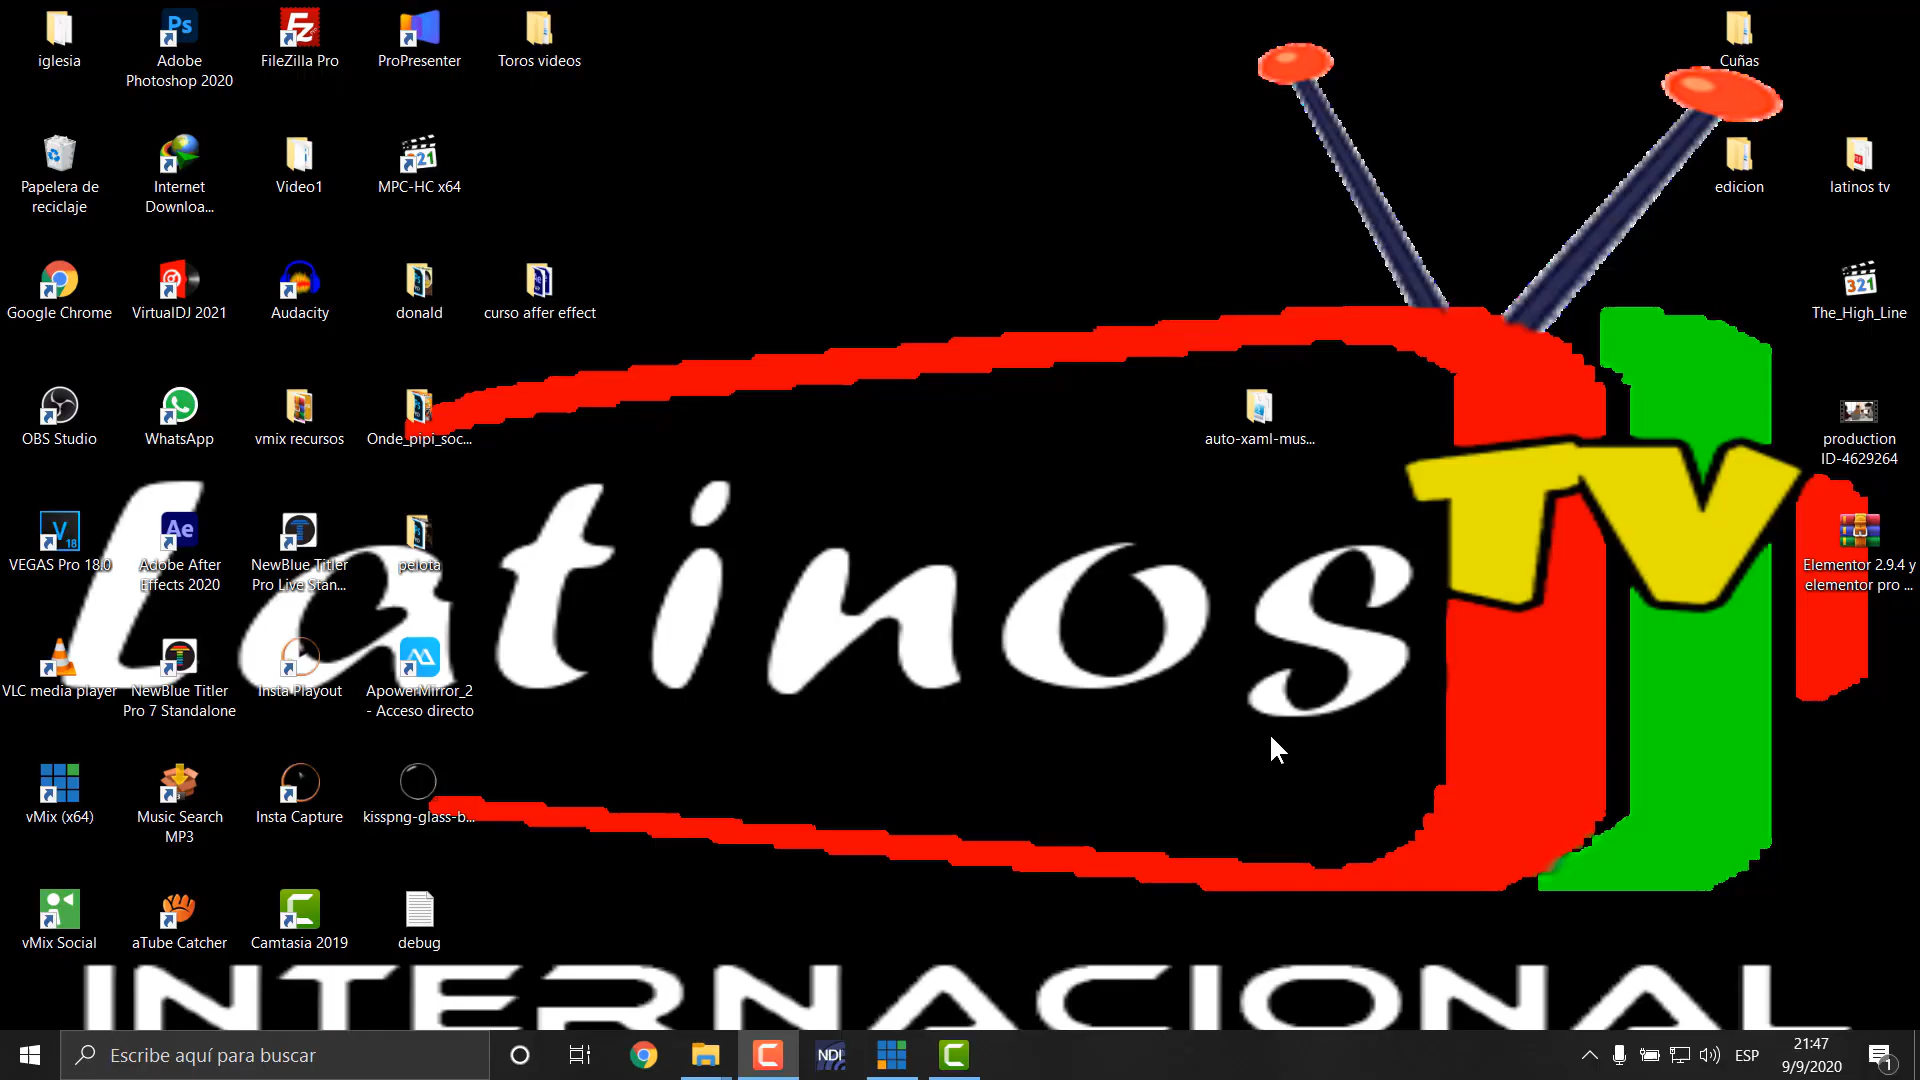 iglesia
Adobe
Photoshop 2020
FileZilla Pro
ProPresenter
Toros videos
Cuñas
Papelera de
reciclaje
Internet
Downloa...
Video1
MPC-HC x64
edicion
latinos tv
Google Chrome
VirtualDJ 2021
Audacity
donald
curso affer effect
The_High_Line
OBS Studio
WhatsApp
vmix recursos
Onde_pipi_soc...
auto-xaml-mus...
production
ID-4629264
VEGAS Pro 18.0
Adobe After
Effects 2020
NewBlue Titler
Pro Live Stan...
pelota
Elementor 2.9.4 y
elementor pro ...
Latinos TV
VLC media player
NewBlue Titler
Pro 7 Standalone
Insta Playout
ApowerMirror_2
- Acceso directo
vMix (x64)
Music Search
MP3
Insta Capture
kisspng-glass-b...
vMix Social
aTube Catcher
Camtasia 2019
debug
INTERNACIONAL
Escribe aquí para buscar
NDI
ESP
21:47
9/9/2020
1